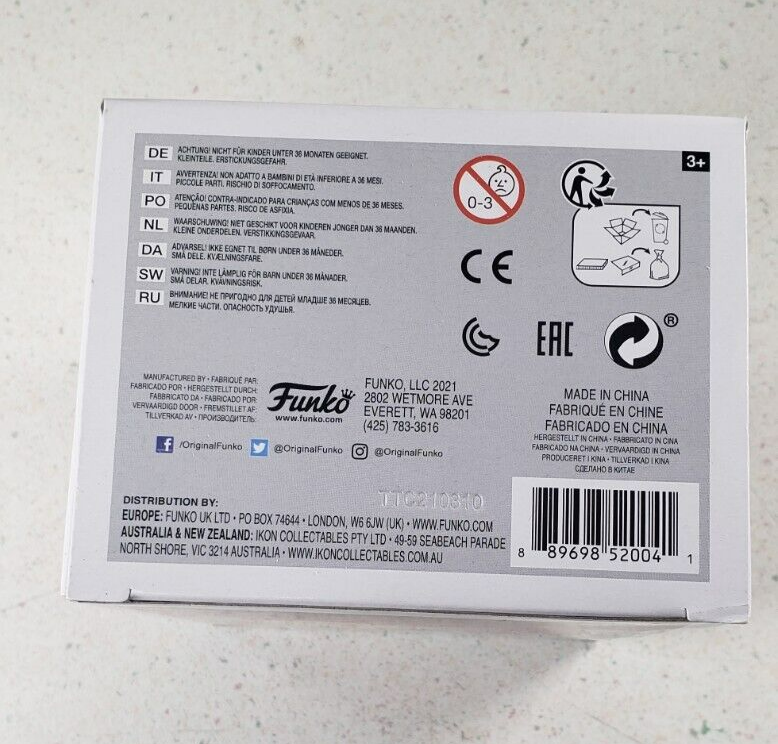 DE ACHTUNG! NICHT FÜR KINDER UNTER 36 MONATEN GEEIGNET.
KLEINTEILE. ERSTICKUNGSGEFAHR.
IT AVVERTENZA! NON ADATTO A BAMBINI DI ETÀ INFERIORE A 36 MESI.
PICCOLE PARTI. RISCHIO DI SOFFOCAMENTO.
PO ATENÇÃO! CONTRA-INDICADO PARA CRIANÇAS COM MENOS DE 36 MESES.
PEQUENAS PARTES. RISCO DE ASFIXIA.
NL WAARSCHUWING! NIET GESCHIKT VOOR KINDEREN JONGER DAN 36 MAANDEN.
KLEINE ONDERDELEN. VERSTIKKINGSGEVAAR.
DA ADVARSEL! IKKE EGNET TIL BØRN UNDER 36 MÅNEDER.
SMÅ DELE. KVÆLNINGSFARE.
SW VARNING! INTE LÄMPLIG FÖR BARN UNDER 36 MÅNADER.
SMÅ DELAR. KVÄVNINGSRISK.
RU ВНИМАНИЕ! НЕ ПРИГОДНО ДЛЯ ДЕТЕЙ МЛАДШЕ 36 МЕСЯЦЕВ.
МЕЛКИЕ ЧАСТИ. ОПАСНОСТЬ УДУШЬЯ.
0-3
3+
CE
EAC
®
MANUFACTURED BY • FABRIQUÉ PAR:
FABRICADO POR • HERGESTELLT DURCH:
FABBRICATO DA • FABRICADO POR:
VERVAARDIGD DOOR • FREMSTILLET AF:
TILLVERKAD AV • ПРОИЗВОДИТЕЛЬ:
Funko
www.funko.com
FUNKO, LLC 2021
2802 WETMORE AVE
EVERETT, WA 98201
(425) 783-3616
f /OriginalFunko @OriginalFunko @OriginalFunko
MADE IN CHINA
FABRIQUÉ EN CHINE
FABRICADO EN CHINA
HERGESTELLT IN CHINA • FABBRICATO IN CINA
FABRICADO NA CHINA • VERVAARDIGD IN CHINA
PRODUCERET I KINA • TILLVERKAD I KINA
СДЕЛАНО В КИТАЕ
TTC210310
DISTRIBUTION BY:
EUROPE: FUNKO UK LTD • PO BOX 74644 • LONDON, W6 6JW (UK) • WWW.FUNKO.COM
AUSTRALIA & NEW ZEALAND: IKON COLLECTABLES PTY LTD • 49-59 SEABEACH PARADE
NORTH SHORE, VIC 3214 AUSTRALIA • WWW.IKONCOLLECTABLES.COM.AU
8 89698 52004 1